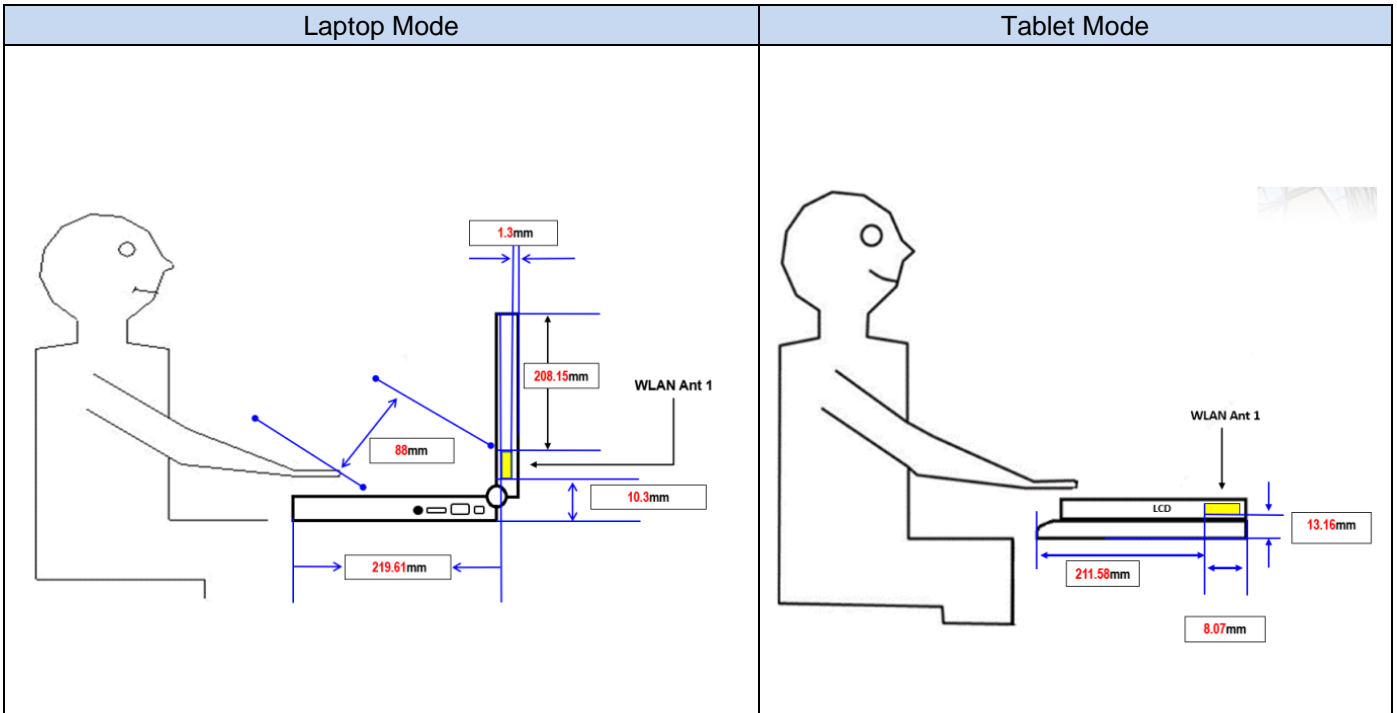 Laptop Mode
Tablet Mode
1.3mm
208.15mm
WLAN Ant 1
88mm
10.3mm
219.61mm
WLAN Ant 1
LCD
13.16mm
211.58mm
8.07mm